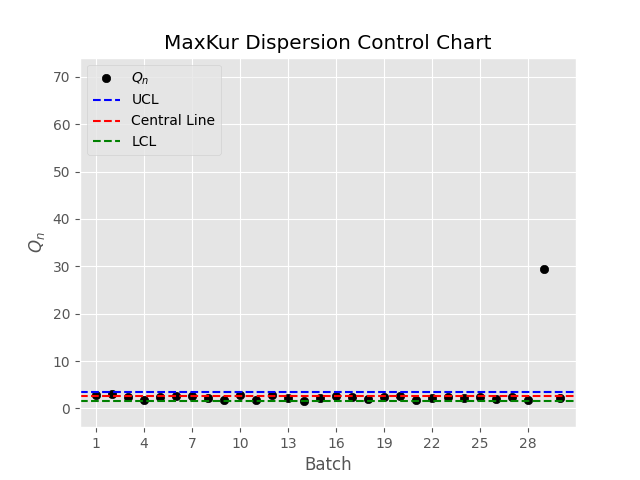 MaxKur Dispersion Control Chart
Qn
UCL
Central Line
LCL
70
60
50
40
30
20
10
0
Qn
1 4 7 10 13 16 19 22 25 28
Batch